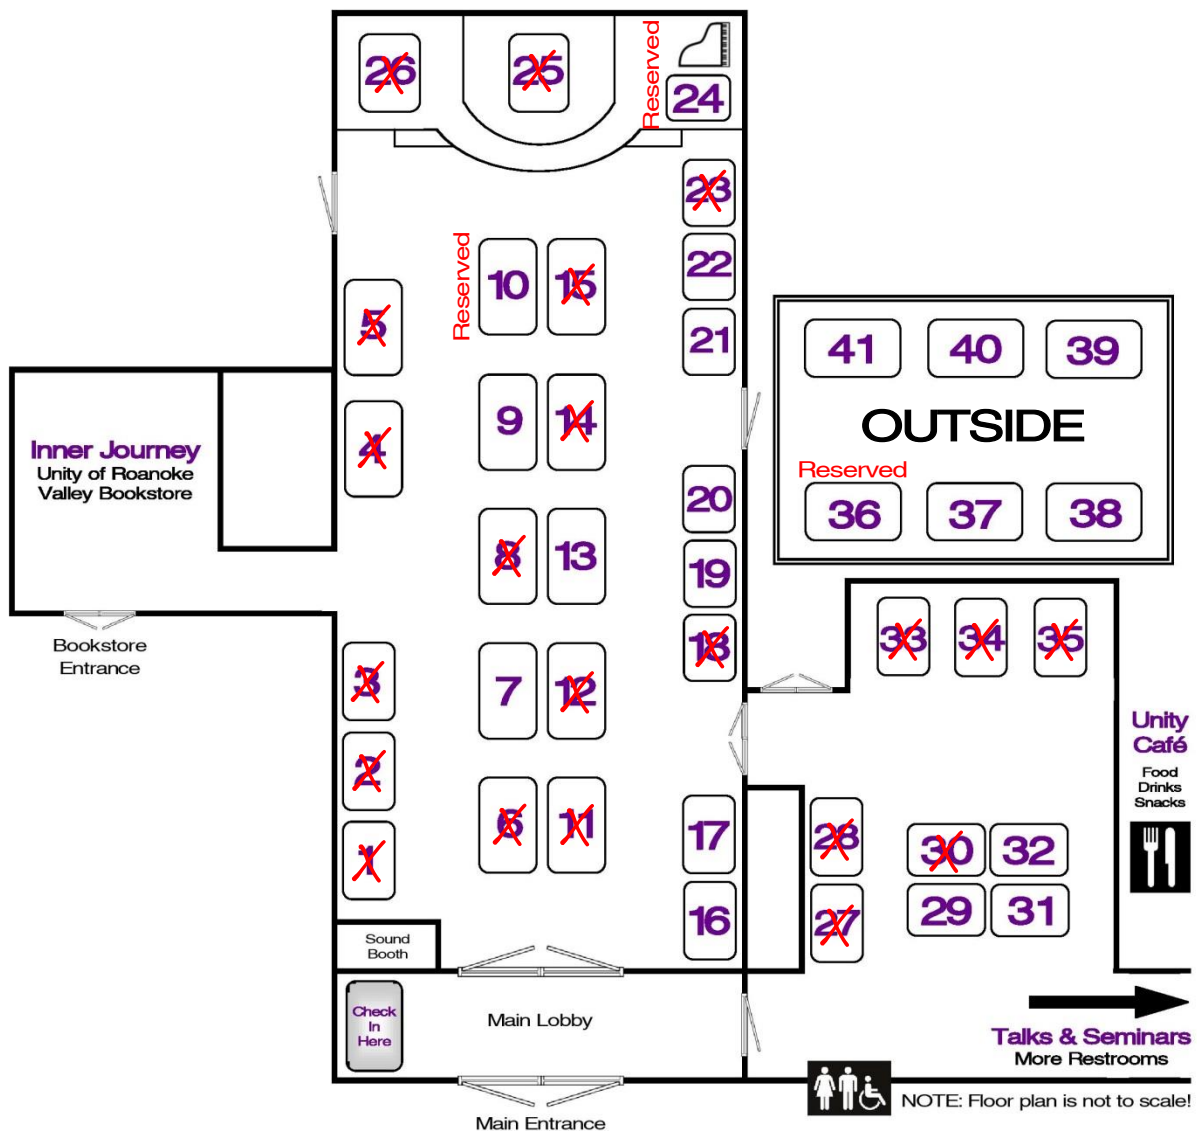 26
25
Reserved
24
23
22
21
Reserved
10
15
5
9
14
4
41
40
39
OUTSIDE
Reserved
36
37
38
Inner Journey
Unity of Roanoke
Valley Bookstore
20
8
13
19
18
33
34
35
Bookstore
Entrance
3
7
12
2
1
6
11
17
16
28
27
30
32
29
31
Unity
Café
Food
Drinks
Snacks
Sound
Booth
Check
In
Here
Main Lobby
Talks & Seminars
More Restrooms
Main Entrance
NOTE: Floor plan is not to scale!